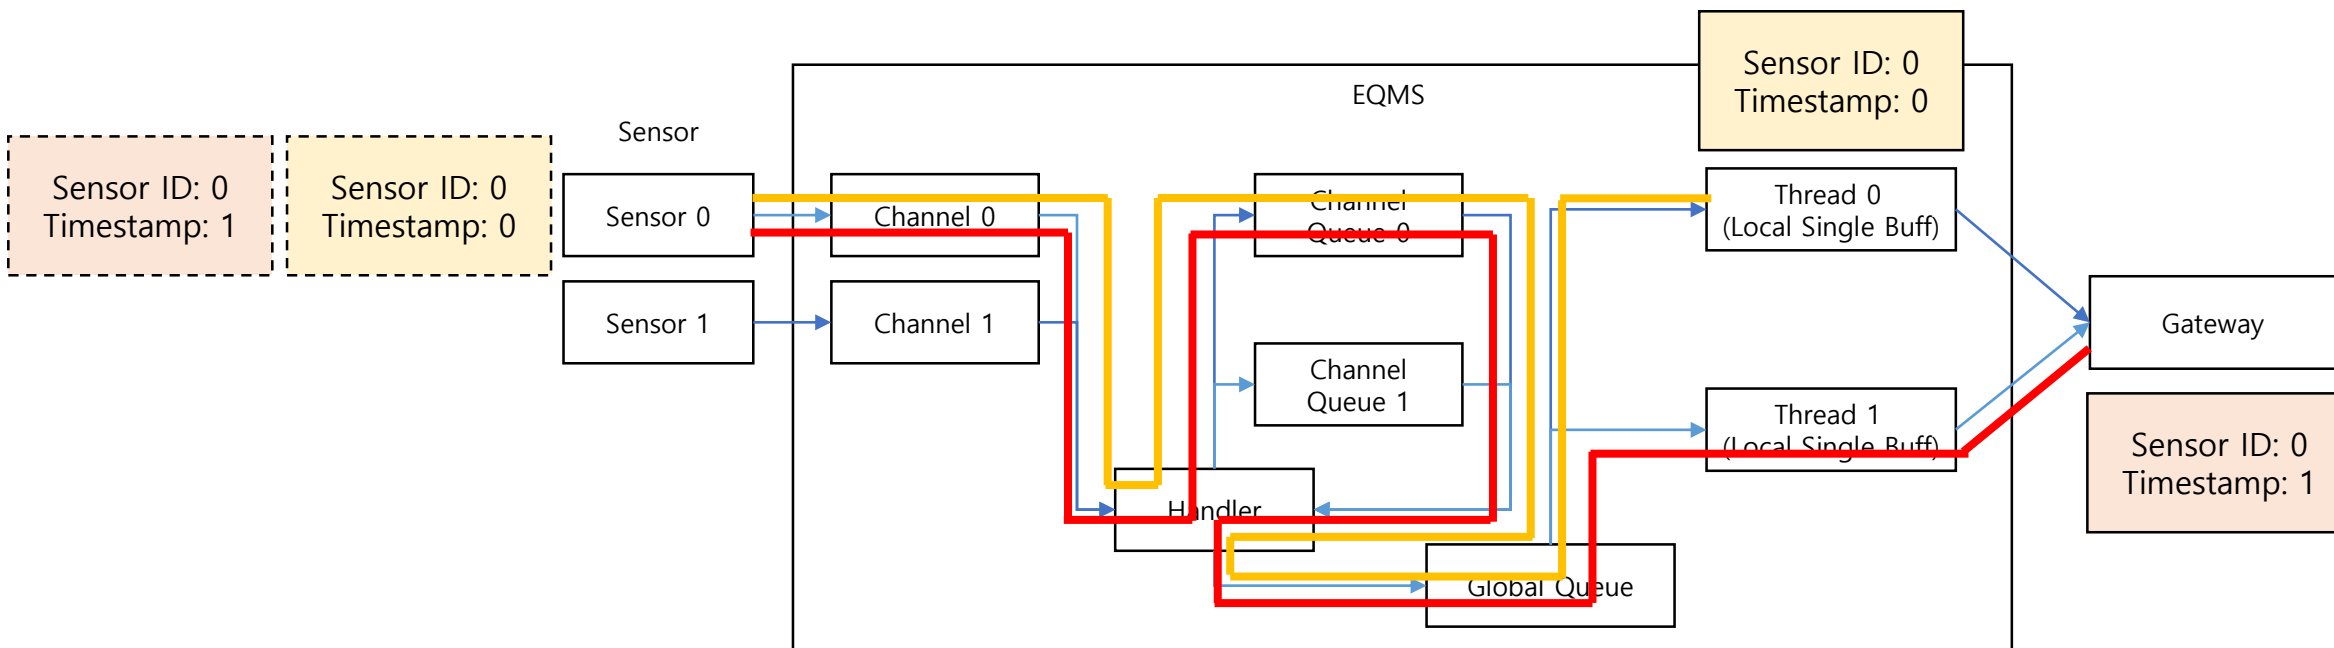 Sensor ID: 0
Timestamp: 0
EQMS
Sensor
Sensor ID: 0
Timestamp: 1
Sensor ID: 0
Timestamp: 0
Sensor 0
Channel 0
Channel
Queue 0
Thread 0
(Local Single Buff)
Sensor 1
Channel 1
Gateway
Channel
Queue 1
Thread 1
(Local Single Buff)
Sensor ID: 0
Timestamp: 1
Handler
Global Queue